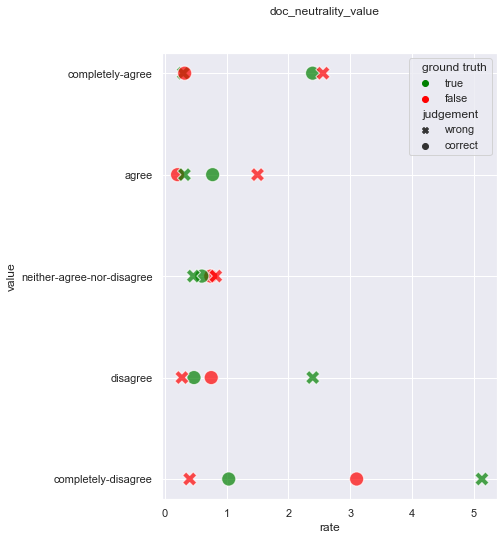 doc_neutrality_value
completely-agree
agree
neither-agree-nor-disagree
disagree
completely-disagree
value
0 1 2 3 4 5
rate
ground truth
true
false
judgement
wrong
correct